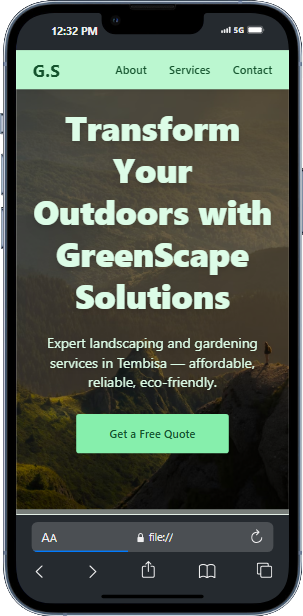 12:32 PM 5G
G.S About Services Contact
Transform
Your
Outdoors with
GreenScape
Solutions
Expert landscaping and gardening
services in Tembisa — affordable,
reliable, eco-friendly.
Get a Free Quote
AA file://